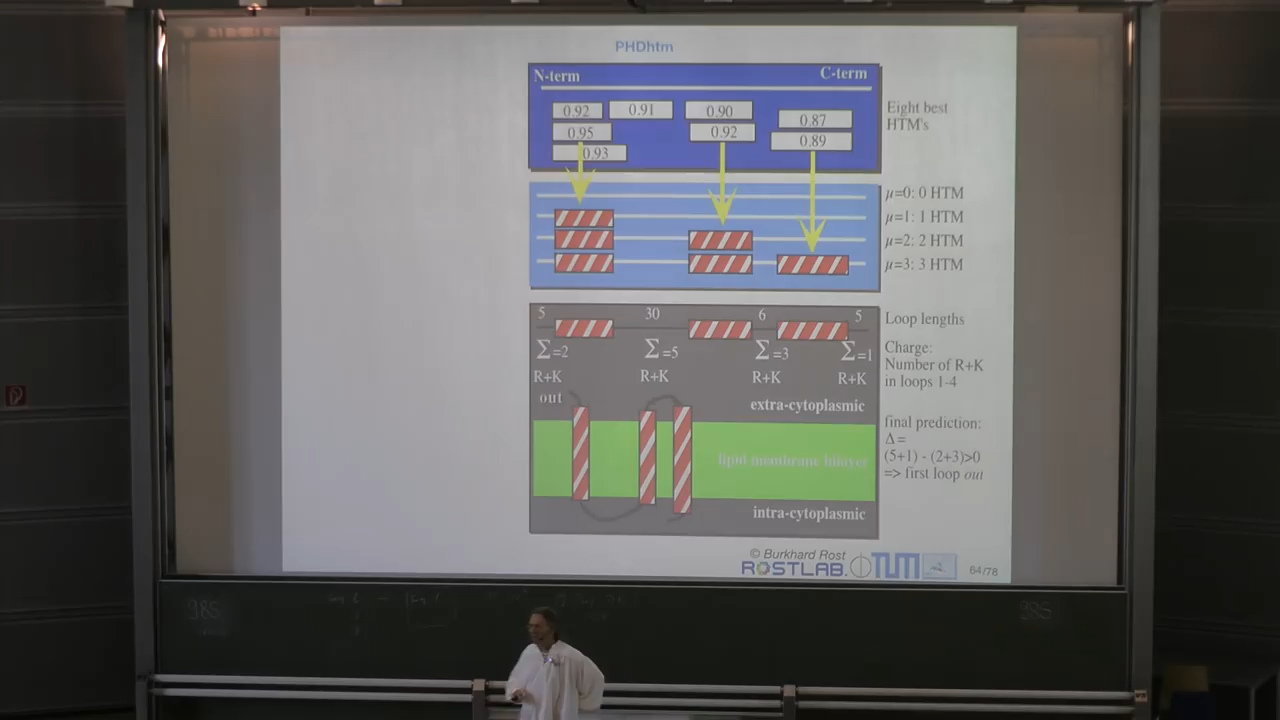 PHDhtm
N-term C-term
0.92 0.91 0.90 0.87
0.95 0.92 0.89
0.93
Eight best
HTM's
μ=0: 0 HTM
μ=1: 1 HTM
μ=2: 2 HTM
μ=3: 3 HTM
5 30 6 5
Loop lengths
Σ=2 Σ=5 Σ=3 Σ=1
R+K R+K R+K R+K
Charge:
Number of R+K
in loops 1-4
out
extra-cytoplasmic
lipid membrane bilayer
intra-cytoplasmic
final prediction:
Δ =
(5+1) - (2+3)>0
=> first loop out
© Burkhard Rost
ROSTLAB. TUM
64/78